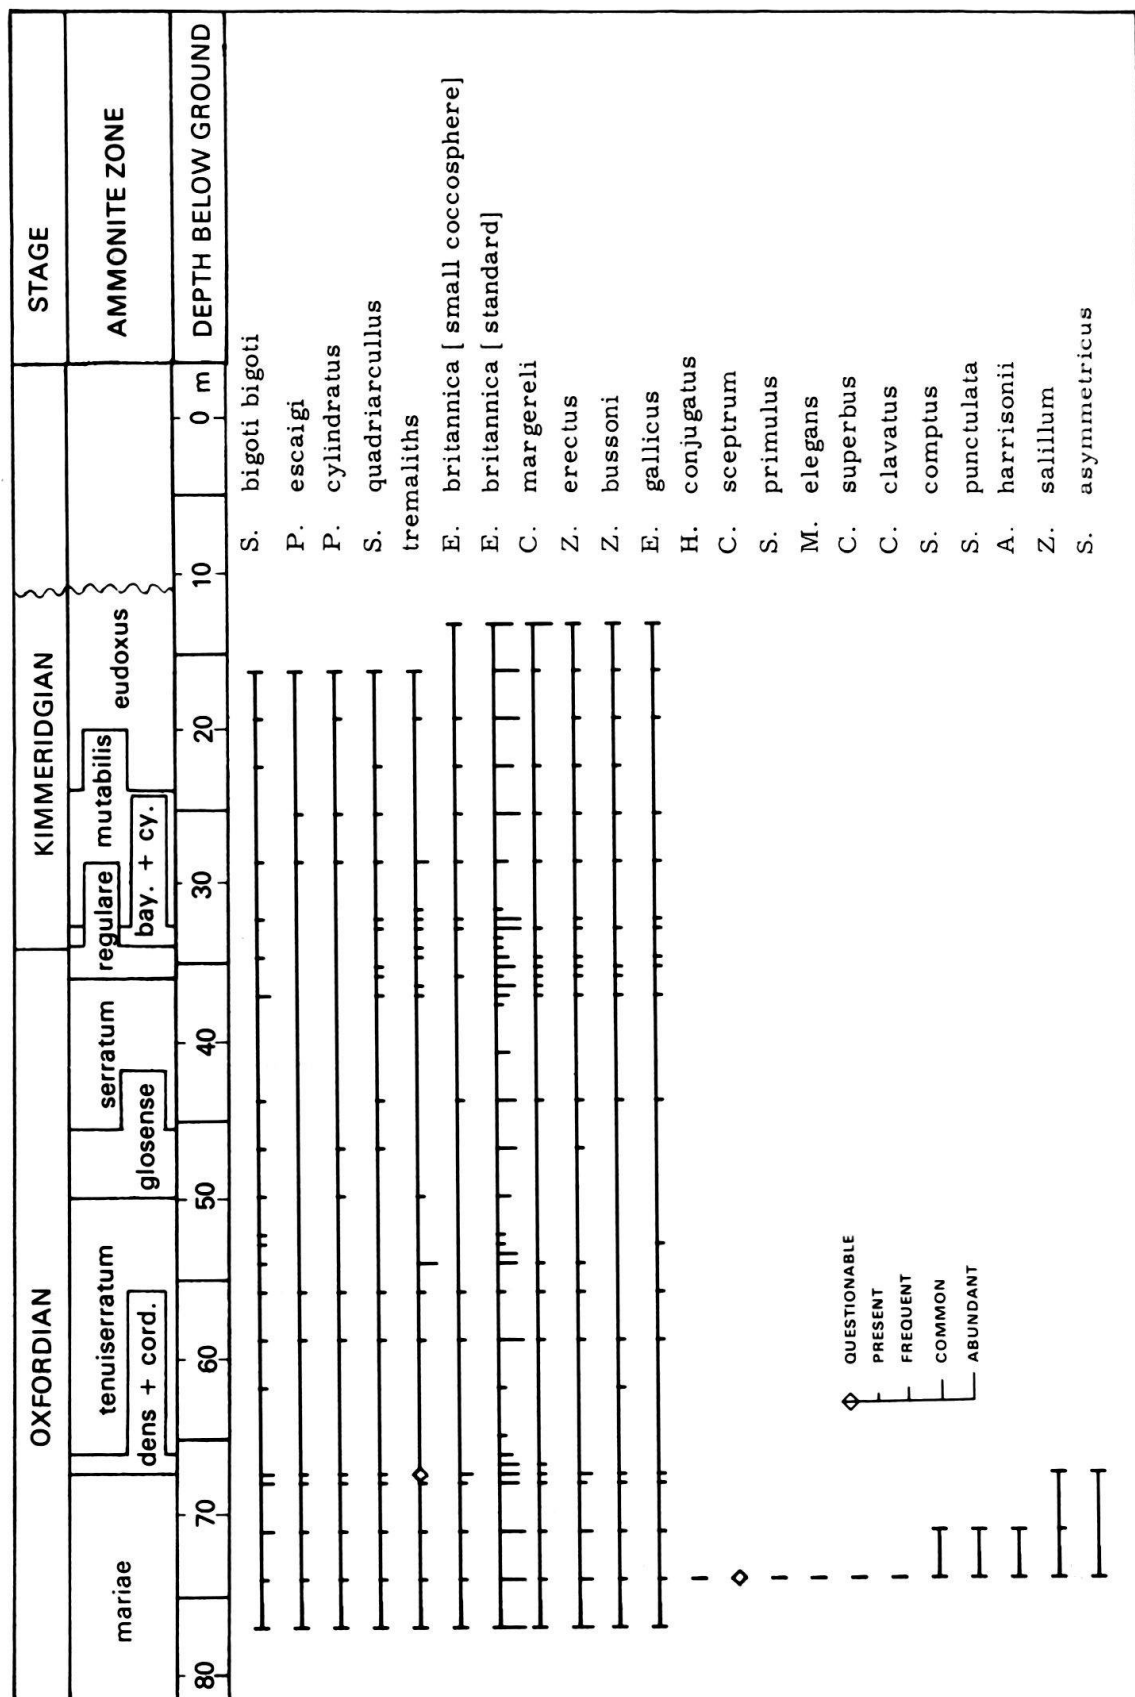 STAGE
KIMMERIDGIAN
OXFORDIAN
AMMONITE ZONE
eudoxus
mutabilis
bay. + cy.
regulare
serratum
glosense
tenuiserratum
dens + cord.
mariae
DEPTH BELOW GROUND
0 m
10
20
30
40
50
60
70
80
S. bigoti bigoti
P. escaigi
P. cylindratus
S. quadriarcullus
tremaliths
E. britannica [ small coccosphere]
E. britannica [ standard]
C. margereli
Z. erectus
Z. bussoni
E. gallicus
H. conjugatus
C. sceptrum
S. primulus
M. elegans
C. superbus
C. clavatus
S. comptus
S. punctulata
A. harrisonii
Z. salillum
S. asymmetricus
QUESTIONABLE
PRESENT
FREQUENT
COMMON
ABUNDANT